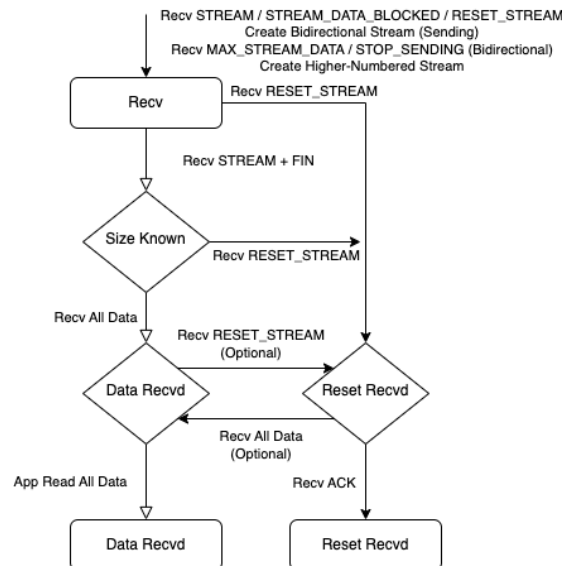 Recv STREAM / STREAM_DATA_BLOCKED / RESET_STREAM
Create Bidirectional Stream (Sending)
Recv MAX_STREAM_DATA / STOP_SENDING (Bidirectional)
Create Higher-Numbered Stream
Recv RESET_STREAM
Recv
Recv STREAM + FIN
Size Known
Recv RESET_STREAM
Recv All Data
Recv RESET_STREAM
(Optional)
Data Recvd
Reset Recvd
Recv All Data
(Optional)
App Read All Data
Recv ACK
Data Recvd
Reset Recvd